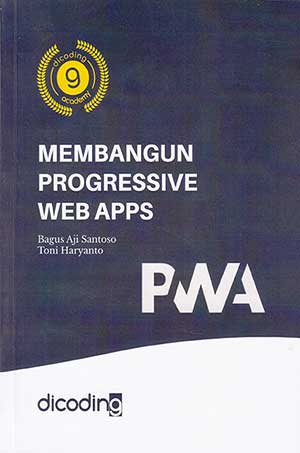 dicoding
9
academy
MEMBANGUN
PROGRESSIVE
WEB APPS
Bagus Aji Santoso
Toni Haryanto
PWA
dicoding